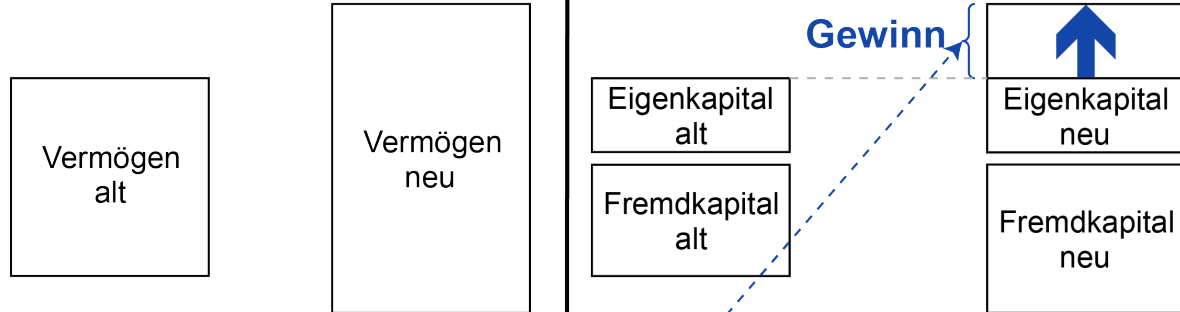 Vermögen
alt
Vermögen
neu
Gewinn
Eigenkapital
alt
Fremdkapital
alt
Eigenkapital
neu
Fremdkapital
neu